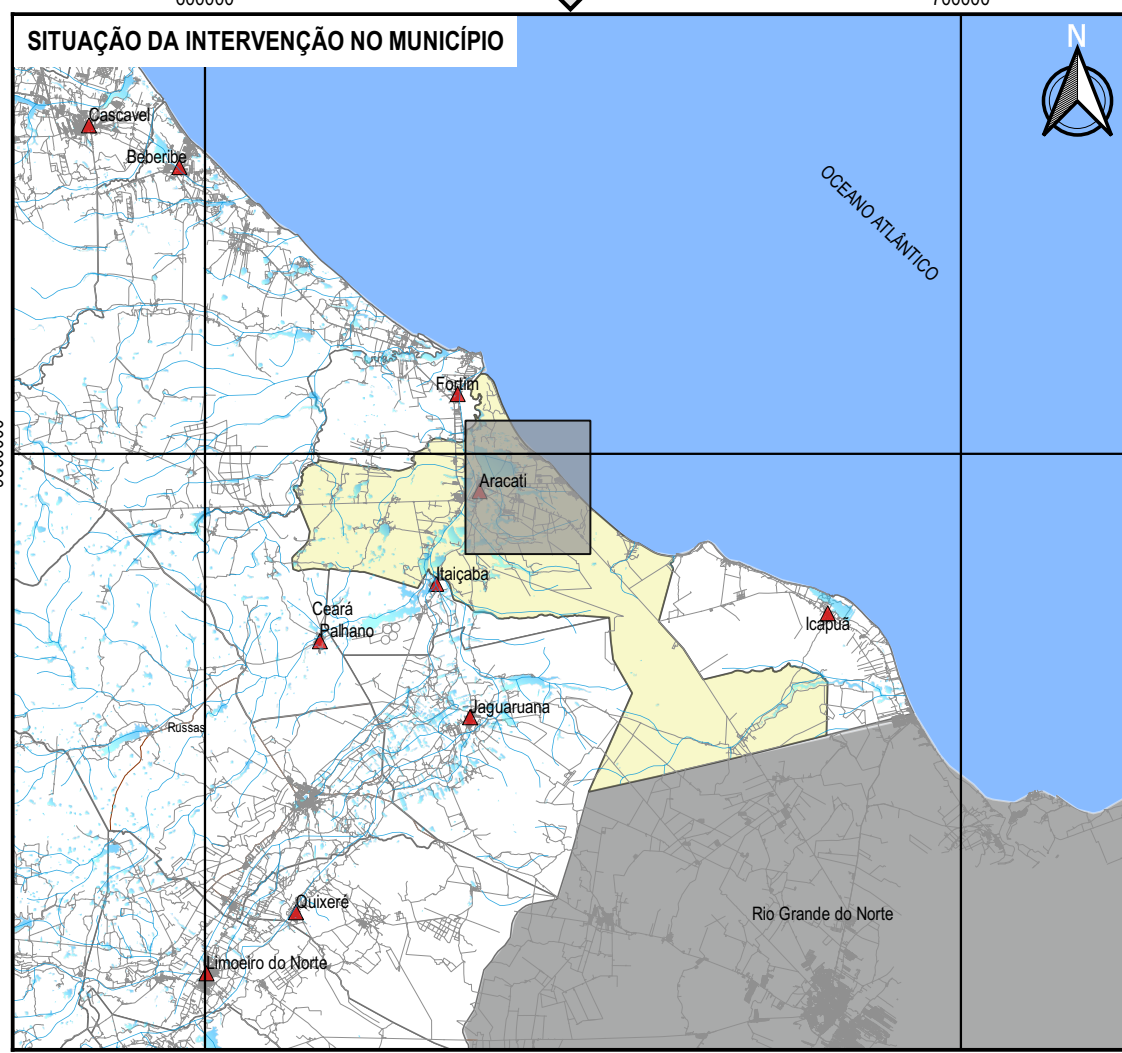 SITUAÇÃO DA INTERVENÇÃO NO MUNICÍPIO
N
Cascavel
Beberibe
OCEANO ATLÂNTICO
Fortim
Aracati
Itaiçaba
Ceará
Palhano
Icapuã
Jaguaruana
Russas
Quixeré
Rio Grande do Norte
Limoeiro do Norte